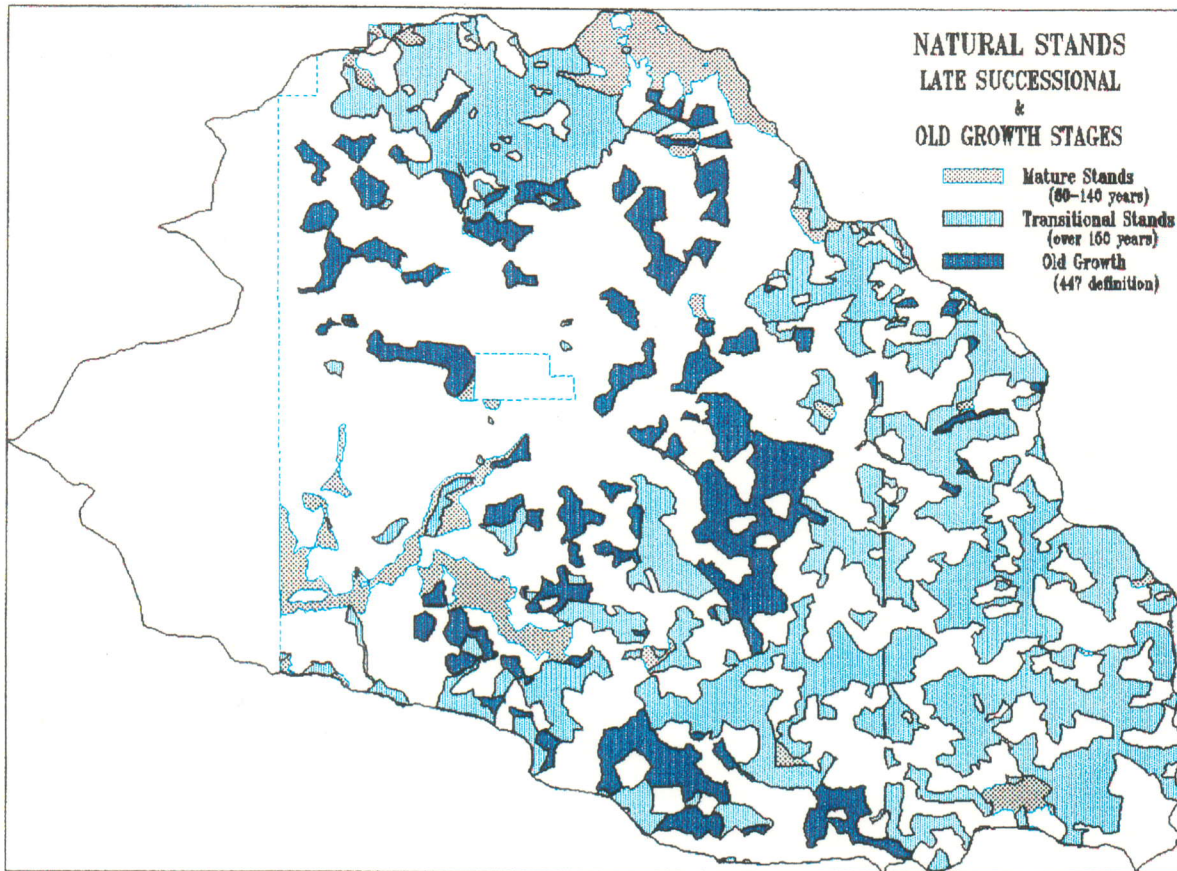 NATURAL STANDS
LATE SUCCESSIONAL
&
OLD GROWTH STAGES
Mature Stands
(80-140 years)
Transitional Stands
(over 150 years)
Old Growth
(447 definition)